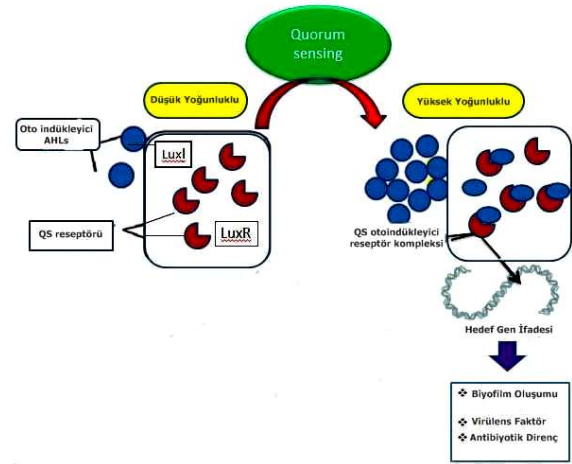 Quorum
sensing
Düşük Yoğunluklu
Yüksek Yoğunluklu
Oto indükleyici
AHLs
LuxI
QS reseptörü
LuxR
QS otoindükleyici
reseptör kompleksi
Hedef Gen İfadesi
❖ Biyofilm Oluşumu
❖ Virülens Faktör
❖ Antibiyotik Direnç